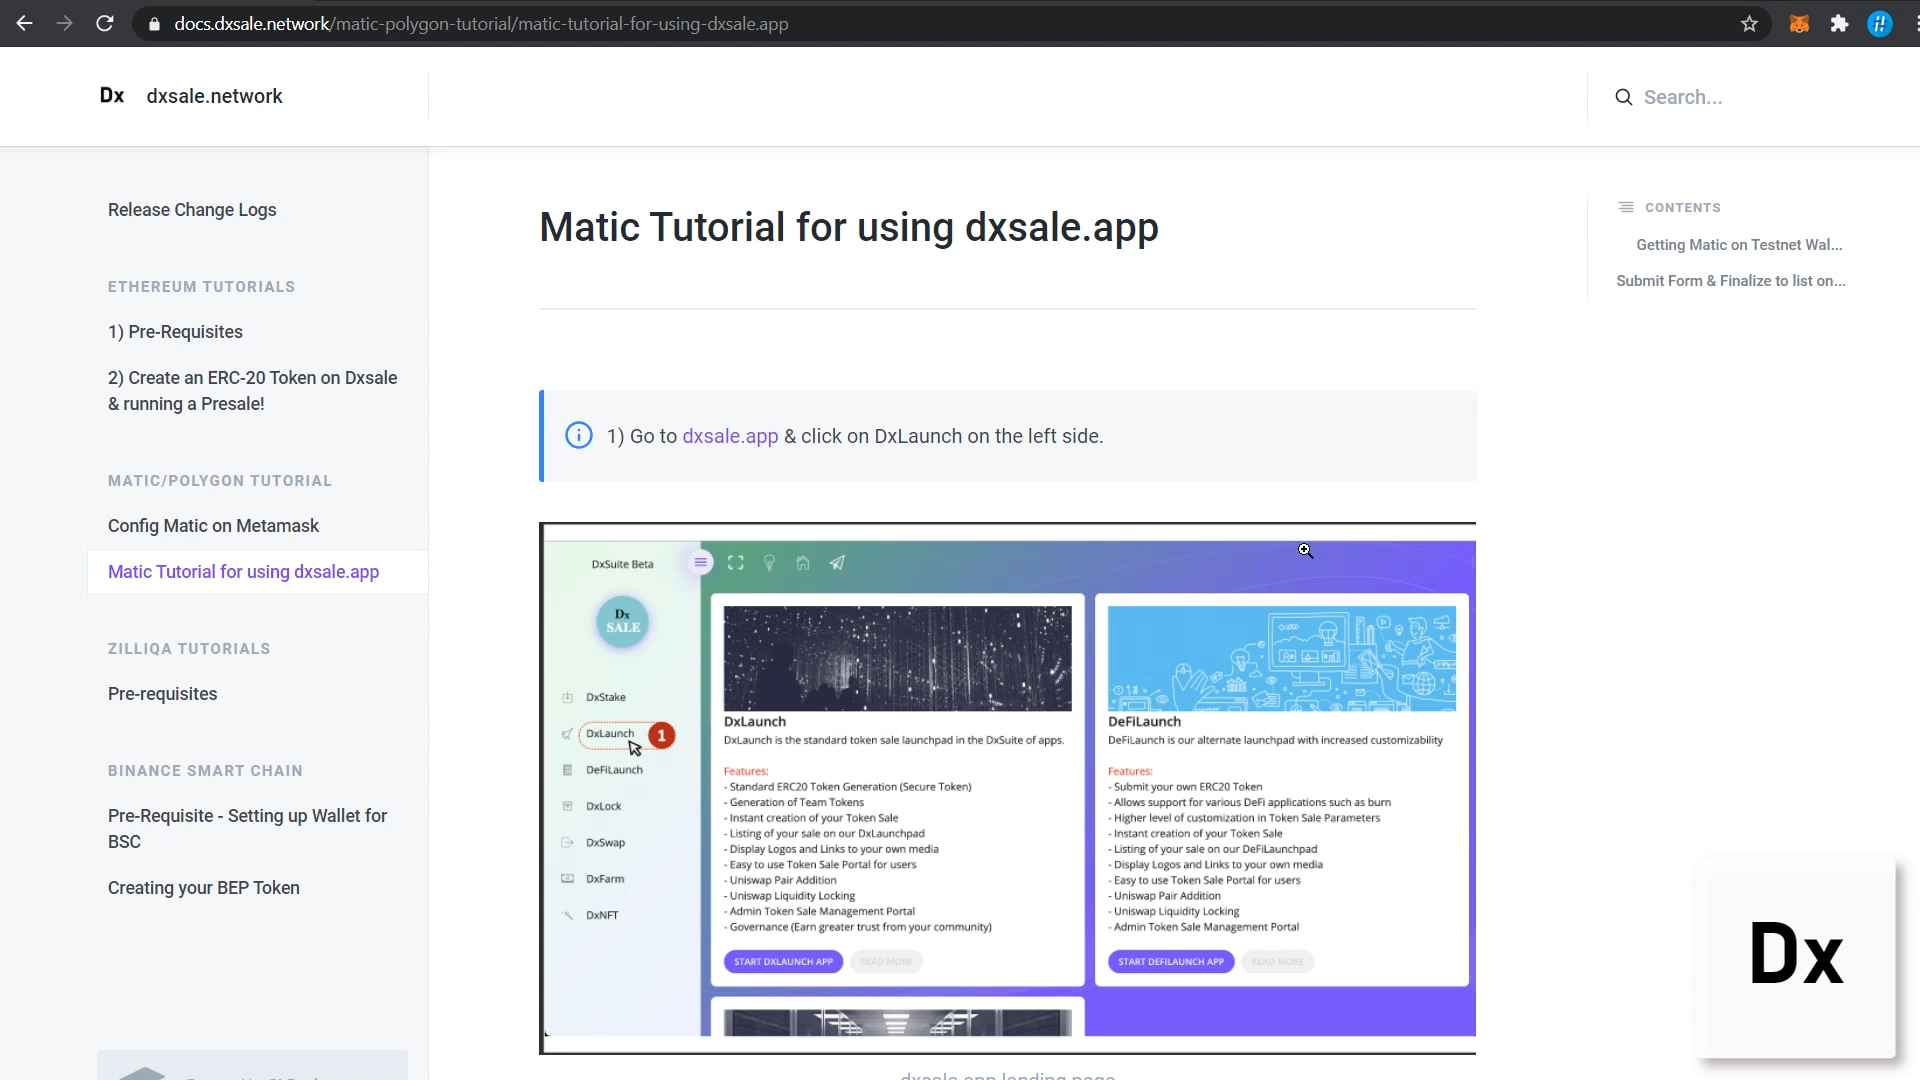 docs.dxsale.network/matic-polygon-tutorial/matic-tutorial-for-using-dxsale.app
Dx dxsale.network
Search...
Release Change Logs
ETHEREUM TUTORIALS
1) Pre-Requisites
2) Create an ERC-20 Token on Dxsale
& running a Presale!
MATIC/POLYGON TUTORIAL
Config Matic on Metamask
Matic Tutorial for using dxsale.app
ZILLIQA TUTORIALS
Pre-requisites
BINANCE SMART CHAIN
Pre-Requisite - Setting up Wallet for
BSC
Creating your BEP Token
Matic Tutorial for using dxsale.app
1) Go to dxsale.app & click on DxLaunch on the left side.
DxSuite Beta
Dx
SALE
DxStake
DxLaunch 1
DeFiLaunch
DxLock
DxSwap
DxFarm
DxNFT
DxLaunch
DxLaunch is the standard token sale launchpad in the DxSuite of apps.
Features:
- Standard ERC20 Token Generation (Secure Token)
- Generation of Team Tokens
- Instant creation of your Token Sale
- Listing of your sale on our DxLaunchpad
- Display Logos and Links to your own media
- Easy to use Token Sale Portal for users
- Uniswap Pair Addition
- Uniswap Liquidity Locking
- Admin Token Sale Management Portal
- Governance (Earn greater trust from your community)
START DXLAUNCH APP READ MORE
DeFiLaunch
DeFiLaunch is our alternate launchpad with increased customizability
Features:
- Submit your own ERC20 Token
- Allows support for various DeFi applications such as burn
- Higher level of customization in Token Sale Parameters
- Instant creation of your Token Sale
- Listing of your sale on our DeFiLaunchpad
- Display Logos and Links to your own media
- Easy to use Token Sale Portal for users
- Uniswap Pair Addition
- Uniswap Liquidity Locking
- Admin Token Sale Management Portal
START DEFILAUNCH APP READ MORE
dxsale.app landing page
CONTENTS
Getting Matic on Testnet Wal...
Submit Form & Finalize to list on...
Dx